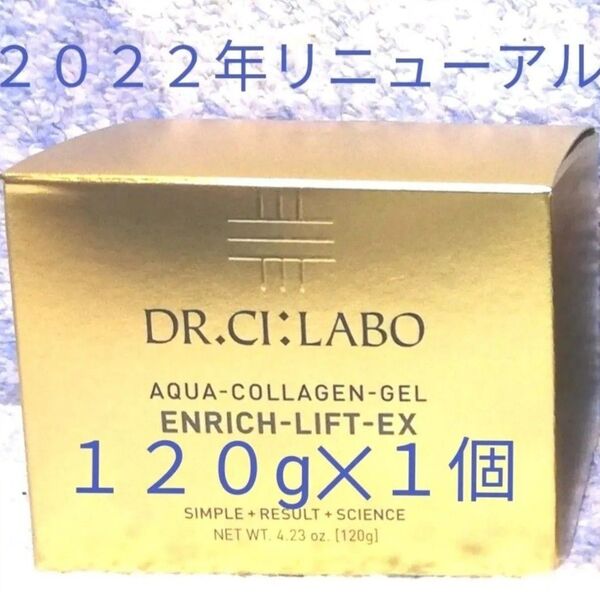 ２０２２年リニューアル
DR.CI:LABO
AQUA-COLLAGEN-GEL
ENRICH-LIFT-EX
１２０g×１個
SIMPLE + RESULT + SCIENCE
NET WT. 4.23 oz. [120g]